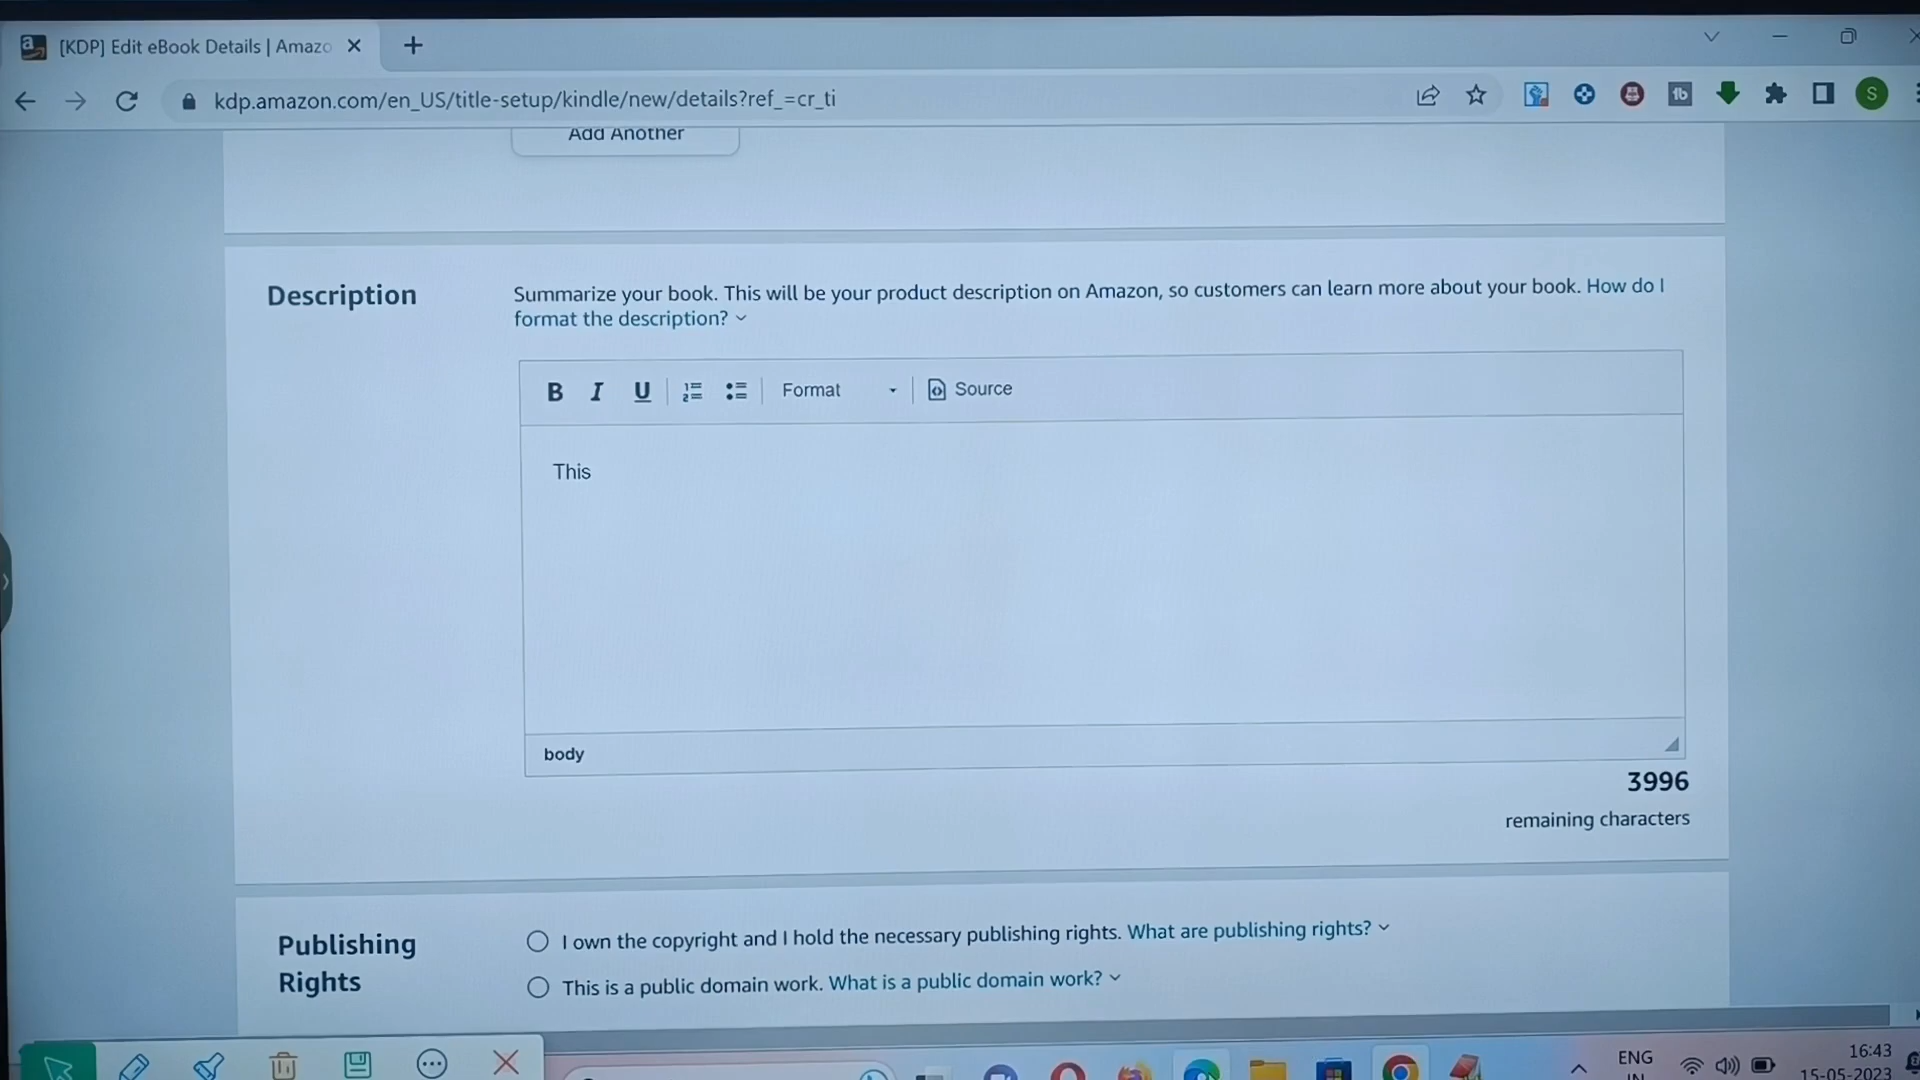 [KDP] Edit eBook Details | Amazo
kdp.amazon.com/en_US/title-setup/kindle/new/details?ref_=cr_ti
S
Add Another
Description
Summarize your book. This will be your product description on Amazon, so customers can learn more about your book. How do I
format the description?
B I U Format Source
This
body
3996
remaining characters
Publishing
Rights
I own the copyright and I hold the necessary publishing rights. What are publishing rights?
This is a public domain work. What is a public domain work?
ENG
IN
16:43
15-05-2023